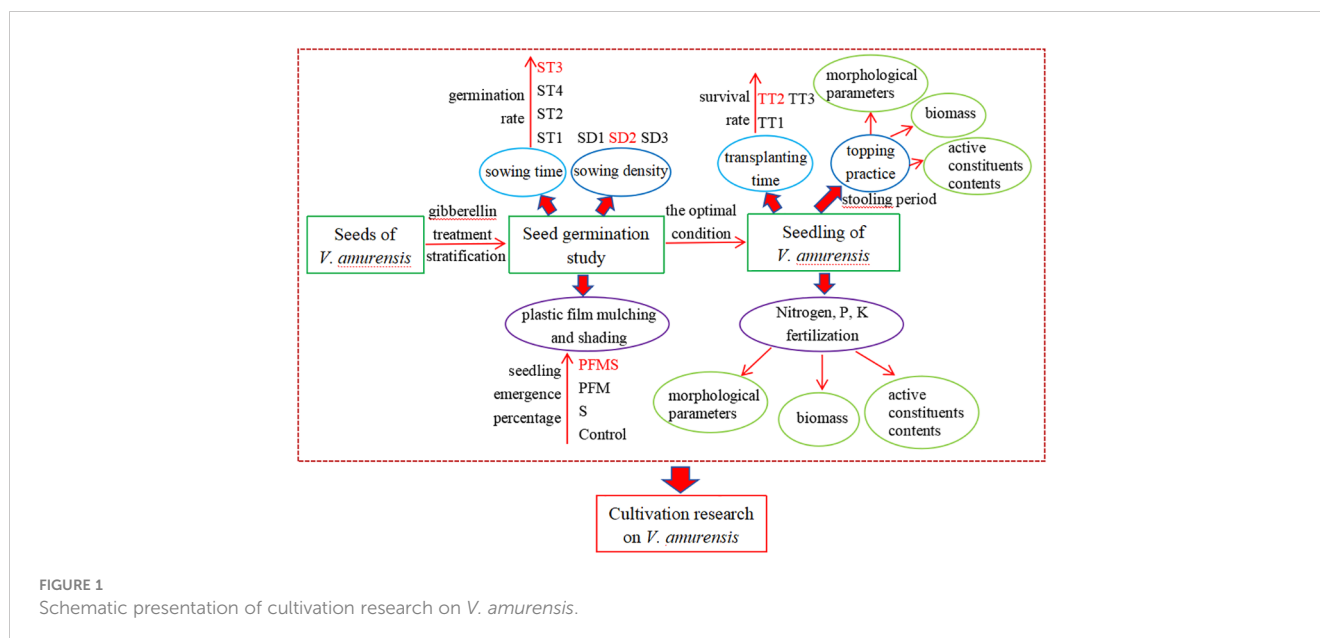 ST3
germination ST4
rate ST2
ST1
sowing time
SD1 SD2 SD3
sowing density
survival TT2 TT3
rate TT1
transplanting
time
morphological
parameters
biomass
active
constituents
contents
topping
practice
stooling period
Seeds of
V. amurensis
gibberellin
treatment
stratification
Seed germination
study
the optimal
condition
Seedling of
V. amurensis
plastic film mulching
and shading
seedling PFMS
emergence PFM
percentage S
Control
Nitrogen, P, K
fertilization
morphological
parameters
biomass
active
constituents
contents
Cultivation research
on V. amurensis
FIGURE 1
Schematic presentation of cultivation research on V. amurensis.